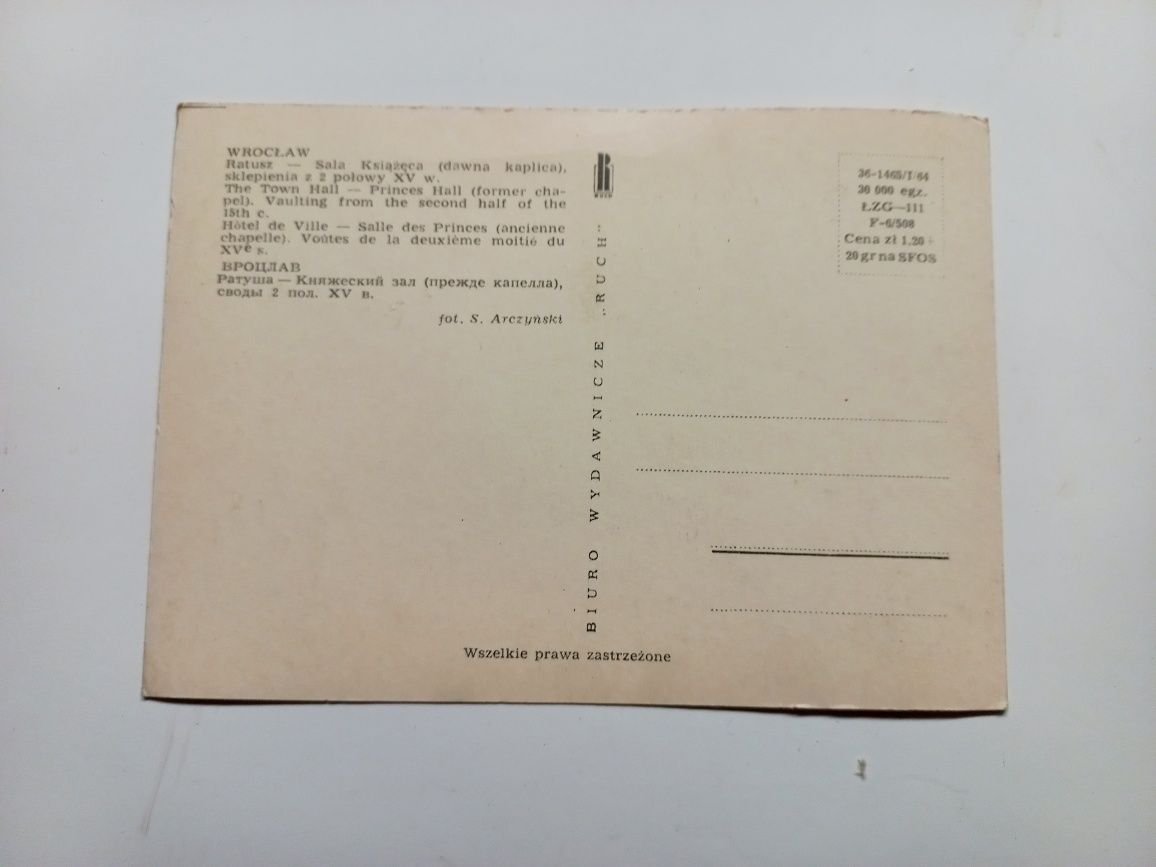 WROCŁAW
Ratusz — Sala Książęca (dawna kaplica),
sklepienia z 2 połowy XV w.
The Town Hall — Princes Hall (former cha-
pel). Vaulting from the second half of the
15th c.
Hôtel de Ville — Salle des Princes (ancienne
chapelle). Voûtes de la deuxième moitié du
XVe s.
ВРОЦЛАВ
Ратуша — Княжеский зал (прежде капелла),
своды 2 пол. XV в.
fot. S. Arczyński
RUCH
BIURO WYDAWNICZE „RUCH”
36-1465/I/64
30 000 egz.
ŁZG—III
F-6/508
Cena zł 1,20 +
20 gr na SFOS
Wszelkie prawa zastrzeżone